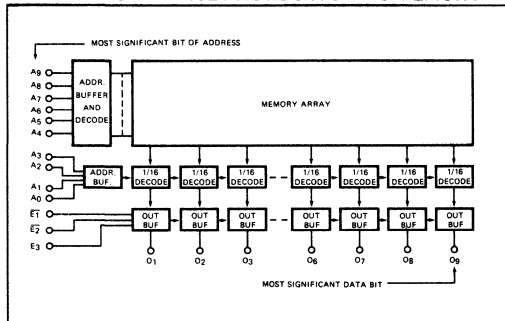 MOST SIGNIFICANT BIT OF ADDRESS
A9
A8
A7
A6
A5
A4
ADDR.
BUFFER
AND
DECODE
MEMORY ARRAY
A3
A2
A1
A0
ADDR.
BUF.
1/16 DECODE
1/16 DECODE
1/16 DECODE
1/16 DECODE
1/16 DECODE
1/16 DECODE
1/16 DECODE
E1
E2
E3
OUT BUF
OUT BUF
OUT BUF
OUT BUF
OUT BUF
OUT BUF
OUT BUF
O1
O2
O3
O6
O7
O8
O9
MOST SIGNIFICANT DATA BIT